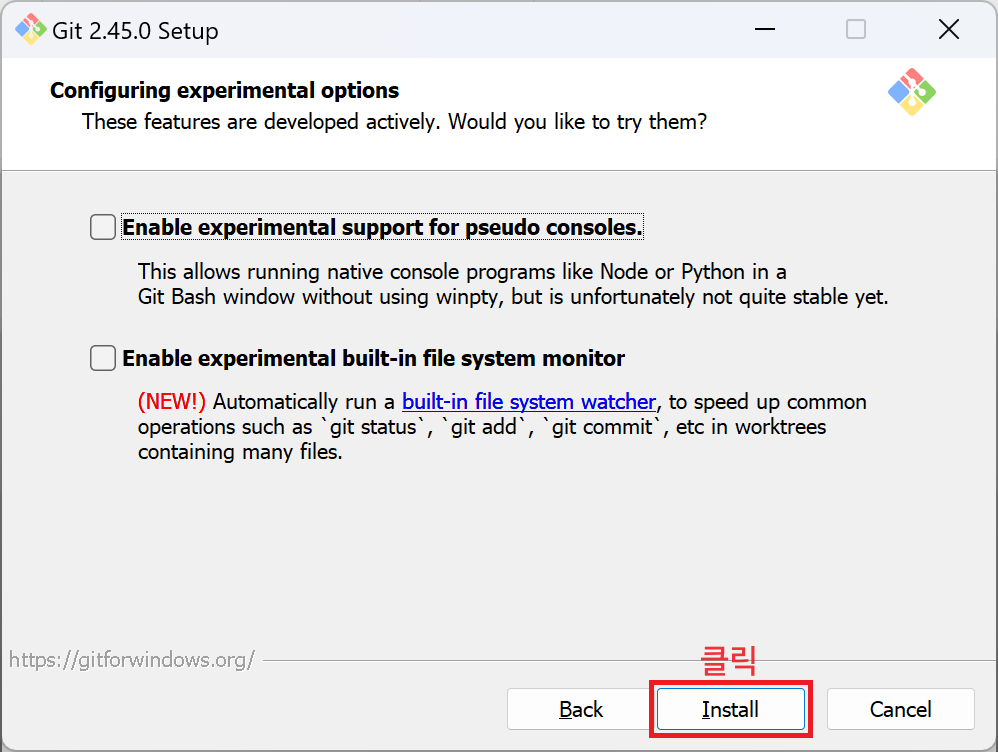 Git 2.45.0 Setup
Configuring experimental options
These features are developed actively. Would you like to try them?
Enable experimental support for pseudo consoles.
This allows running native console programs like Node or Python in a
Git Bash window without using winpty, but is unfortunately not quite stable yet.
Enable experimental built-in file system monitor
(NEW!) Automatically run a built-in file system watcher, to speed up common
operations such as `git status`, `git add`, `git commit`, etc in worktrees
containing many files.
https://gitforwindows.org/
클릭
Back
Install
Cancel